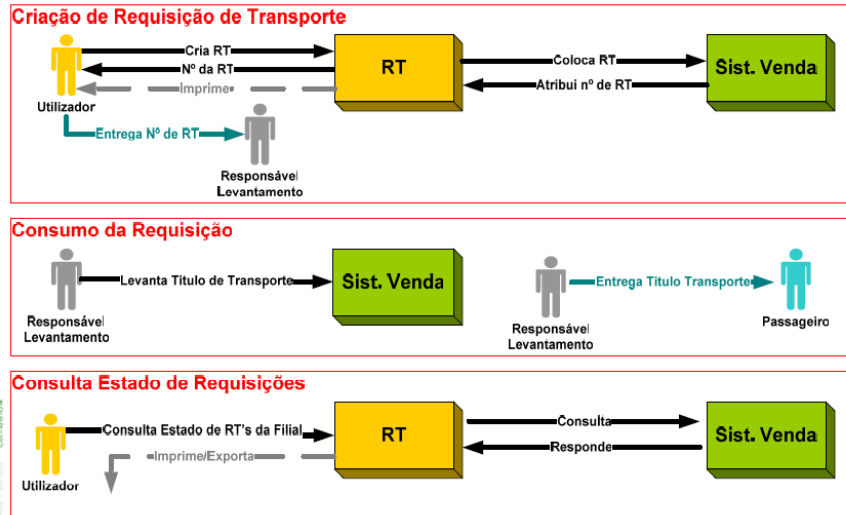 Criação de Requisição de Transporte
Cria RT
Nº da RT
Imprime
Utilizador
RT
Coloca RT
Atribui nº de RT
Sist. Venda
Entrega Nº de RT
Responsável
Levantamento
Consumo da Requisição
Levanta Titulo de Transporte
Responsável
Levantamento
Sist. Venda
Entrega Titulo Transporte
Responsável
Levantamento
Passageiro
Consulta Estado de Requisições
Consulta Estado de RT's da Filial
Imprime/Exporta
Utilizador
RT
Consulta
Responde
Sist. Venda